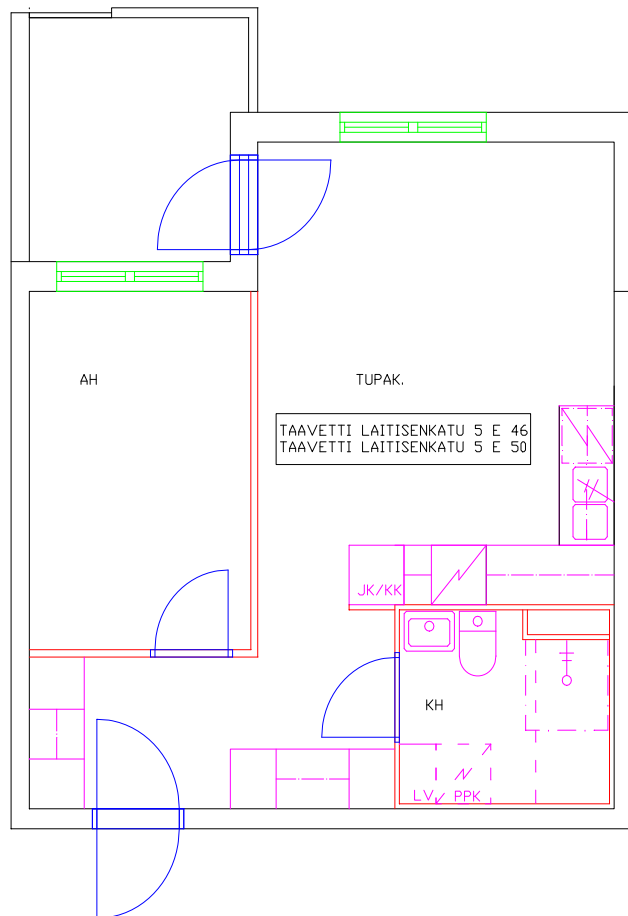 AH
TUPAK.
TAAVETTI LAITISENKATU 5 E 46
TAAVETTI LAITISENKATU 5 E 50
JK/KK
KH
LV PPK